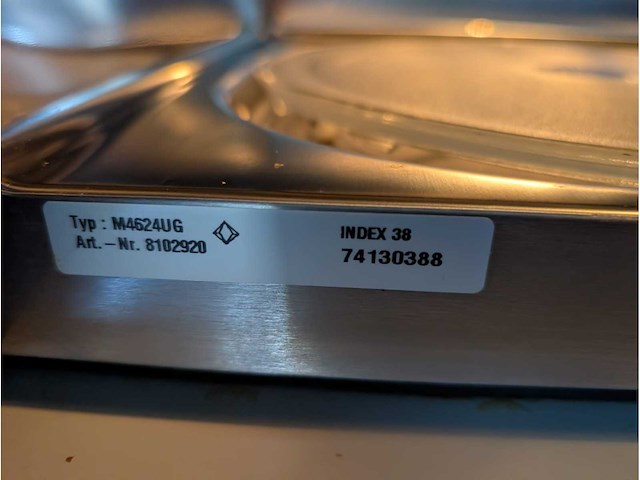 Typ : M4624UG
Art.-Nr. 8102920
INDEX 38
74130388